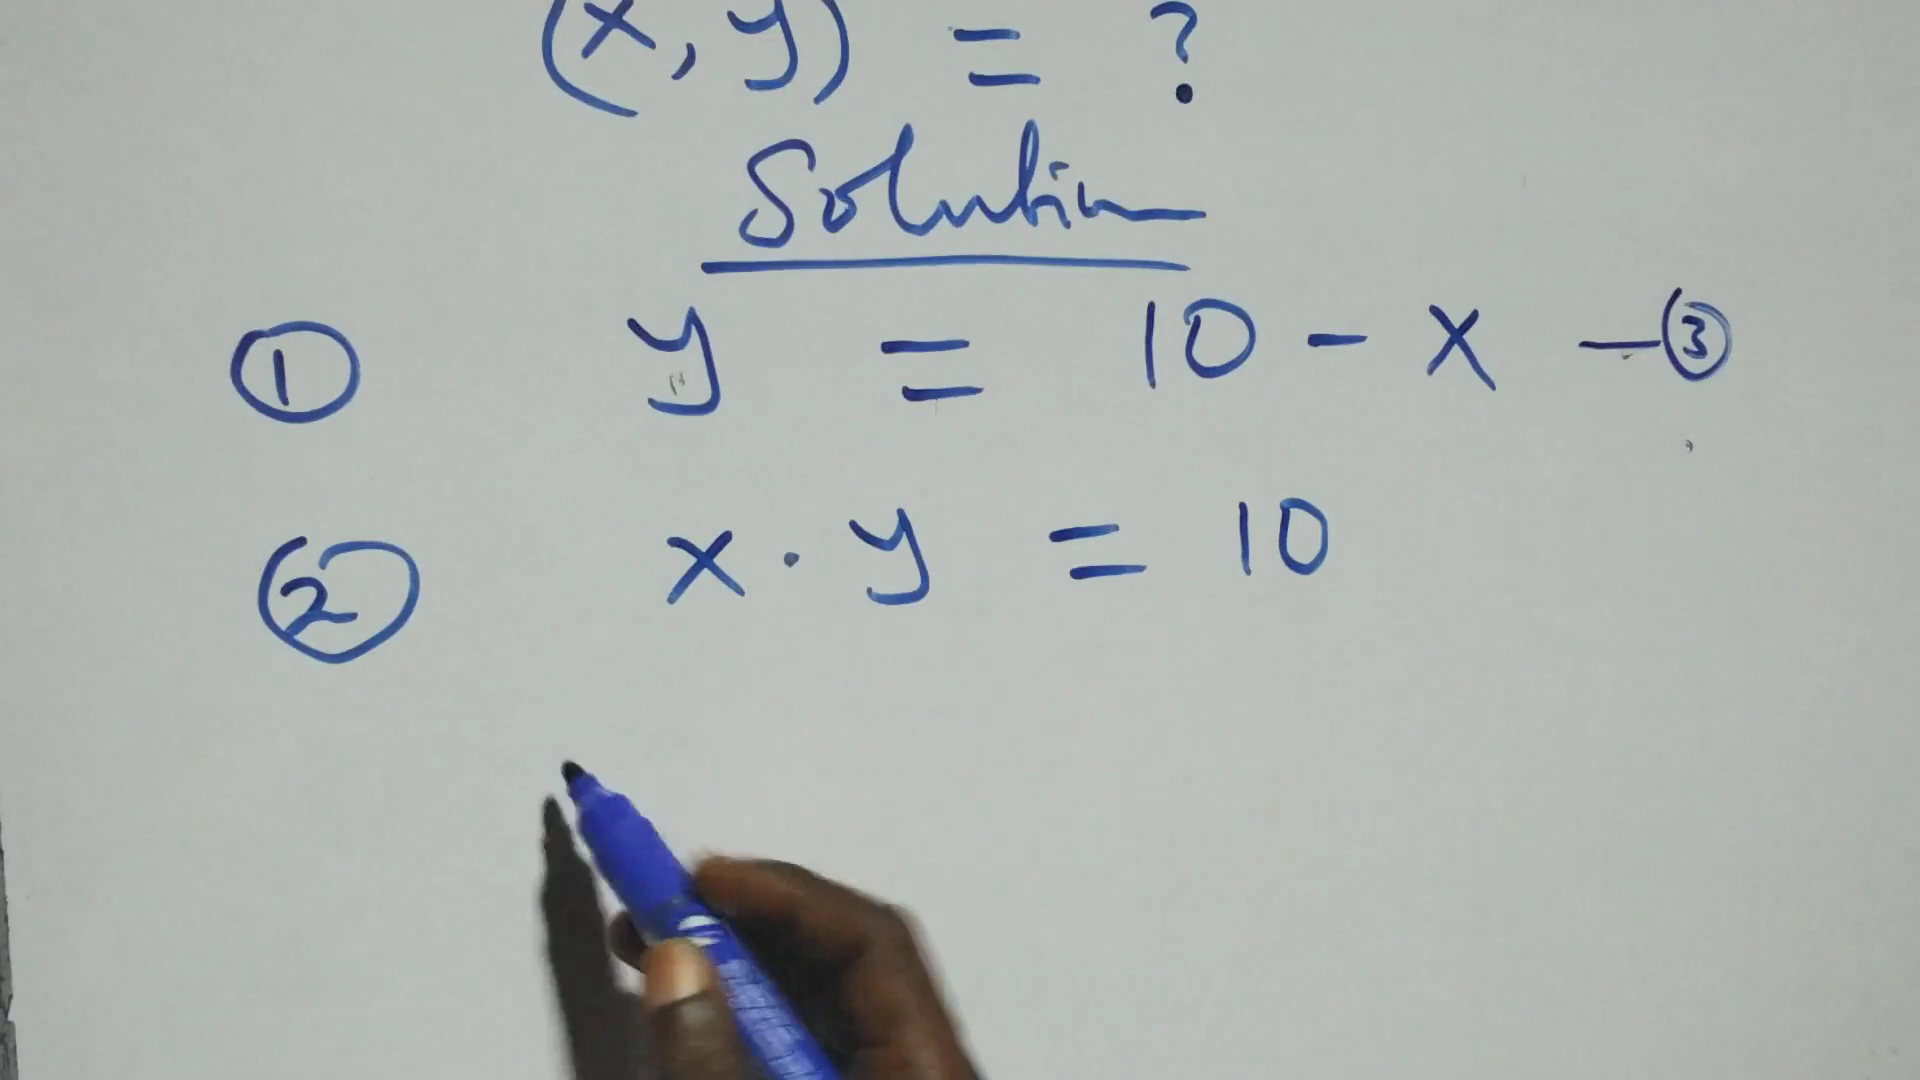 (x, y) = ?
Solution
① y = 10 - x —③
② x · y = 10